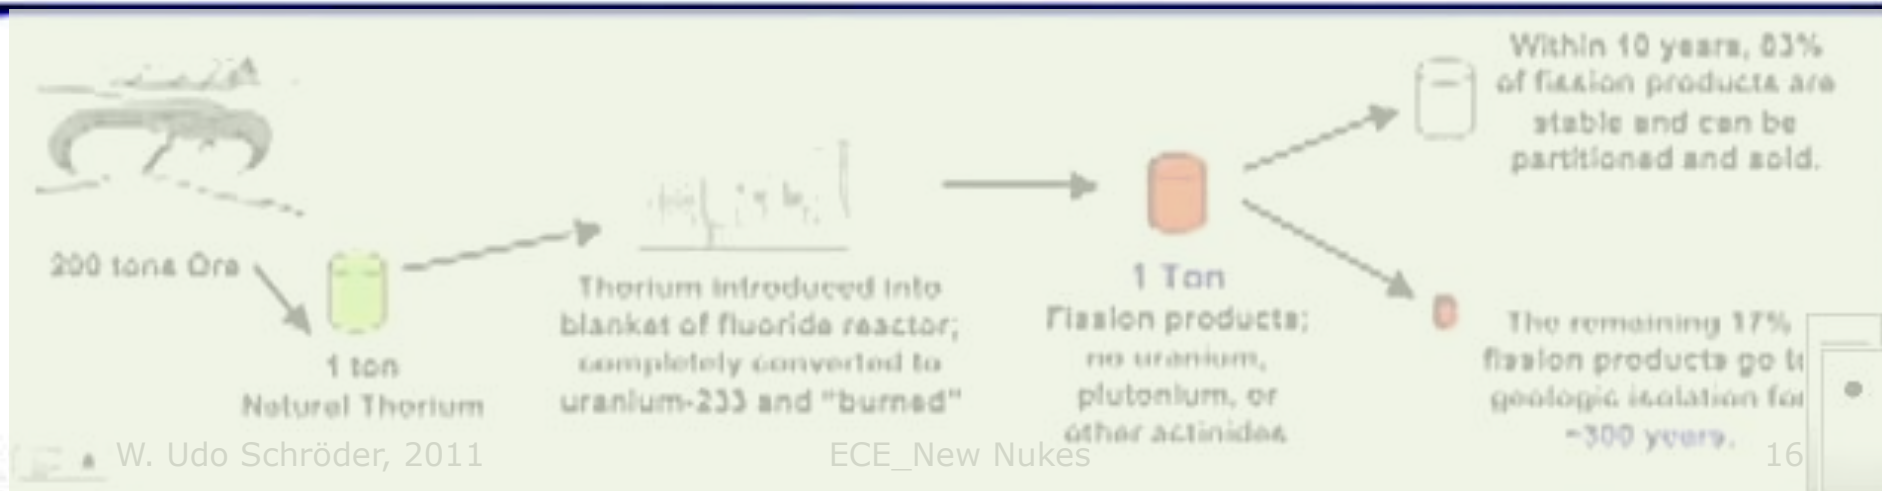 200 tons Ore
1 ton
Natural Thorium
Thorium introduced into
blanket of fluoride reactor;
completely converted to
uranium-233 and "burned"
1 Ton
Fission products;
no uranium,
plutonium, or
other actinides
Within 10 years, 83%
of fission products are
stable and can be
partitioned and sold.
The remaining 17%
fission products go to
geologic isolation for
~300 years.
W. Udo Schröder, 2011
ECE_New Nukes
16